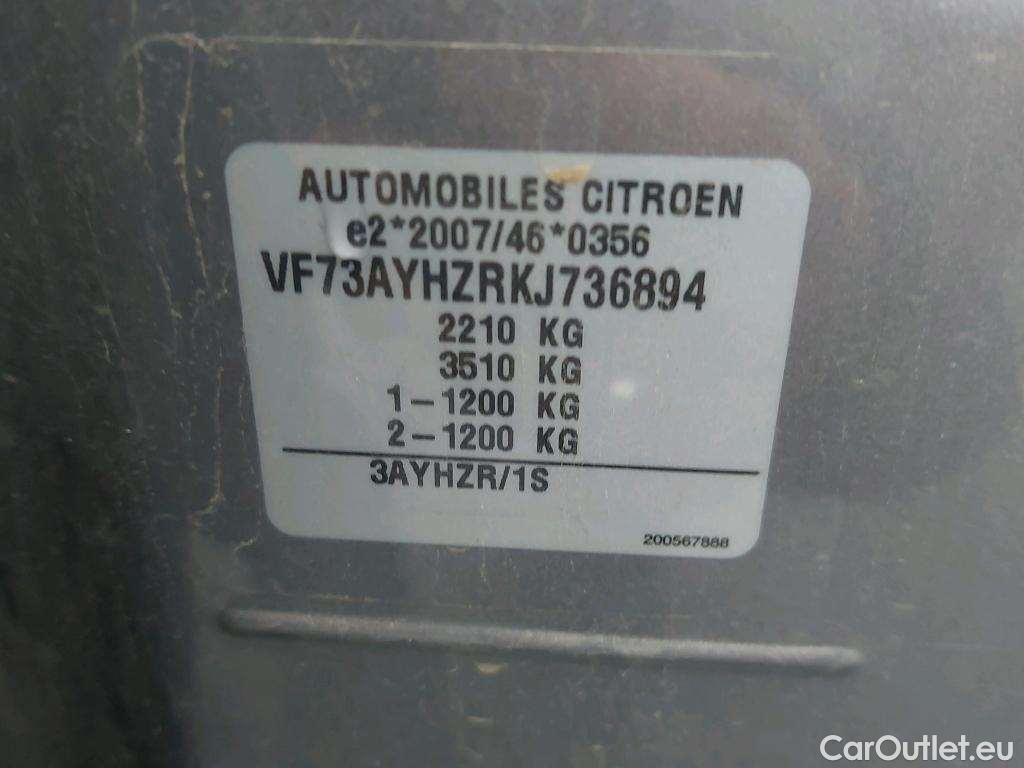 AUTOMOBILES CITROEN
e2*2007/46*0356
VF73AYHZRKJ736894
2210 KG
3510 KG
1-1200 KG
2-1200 KG
3AYHZR/1S
200567888
CarOutlet.eu